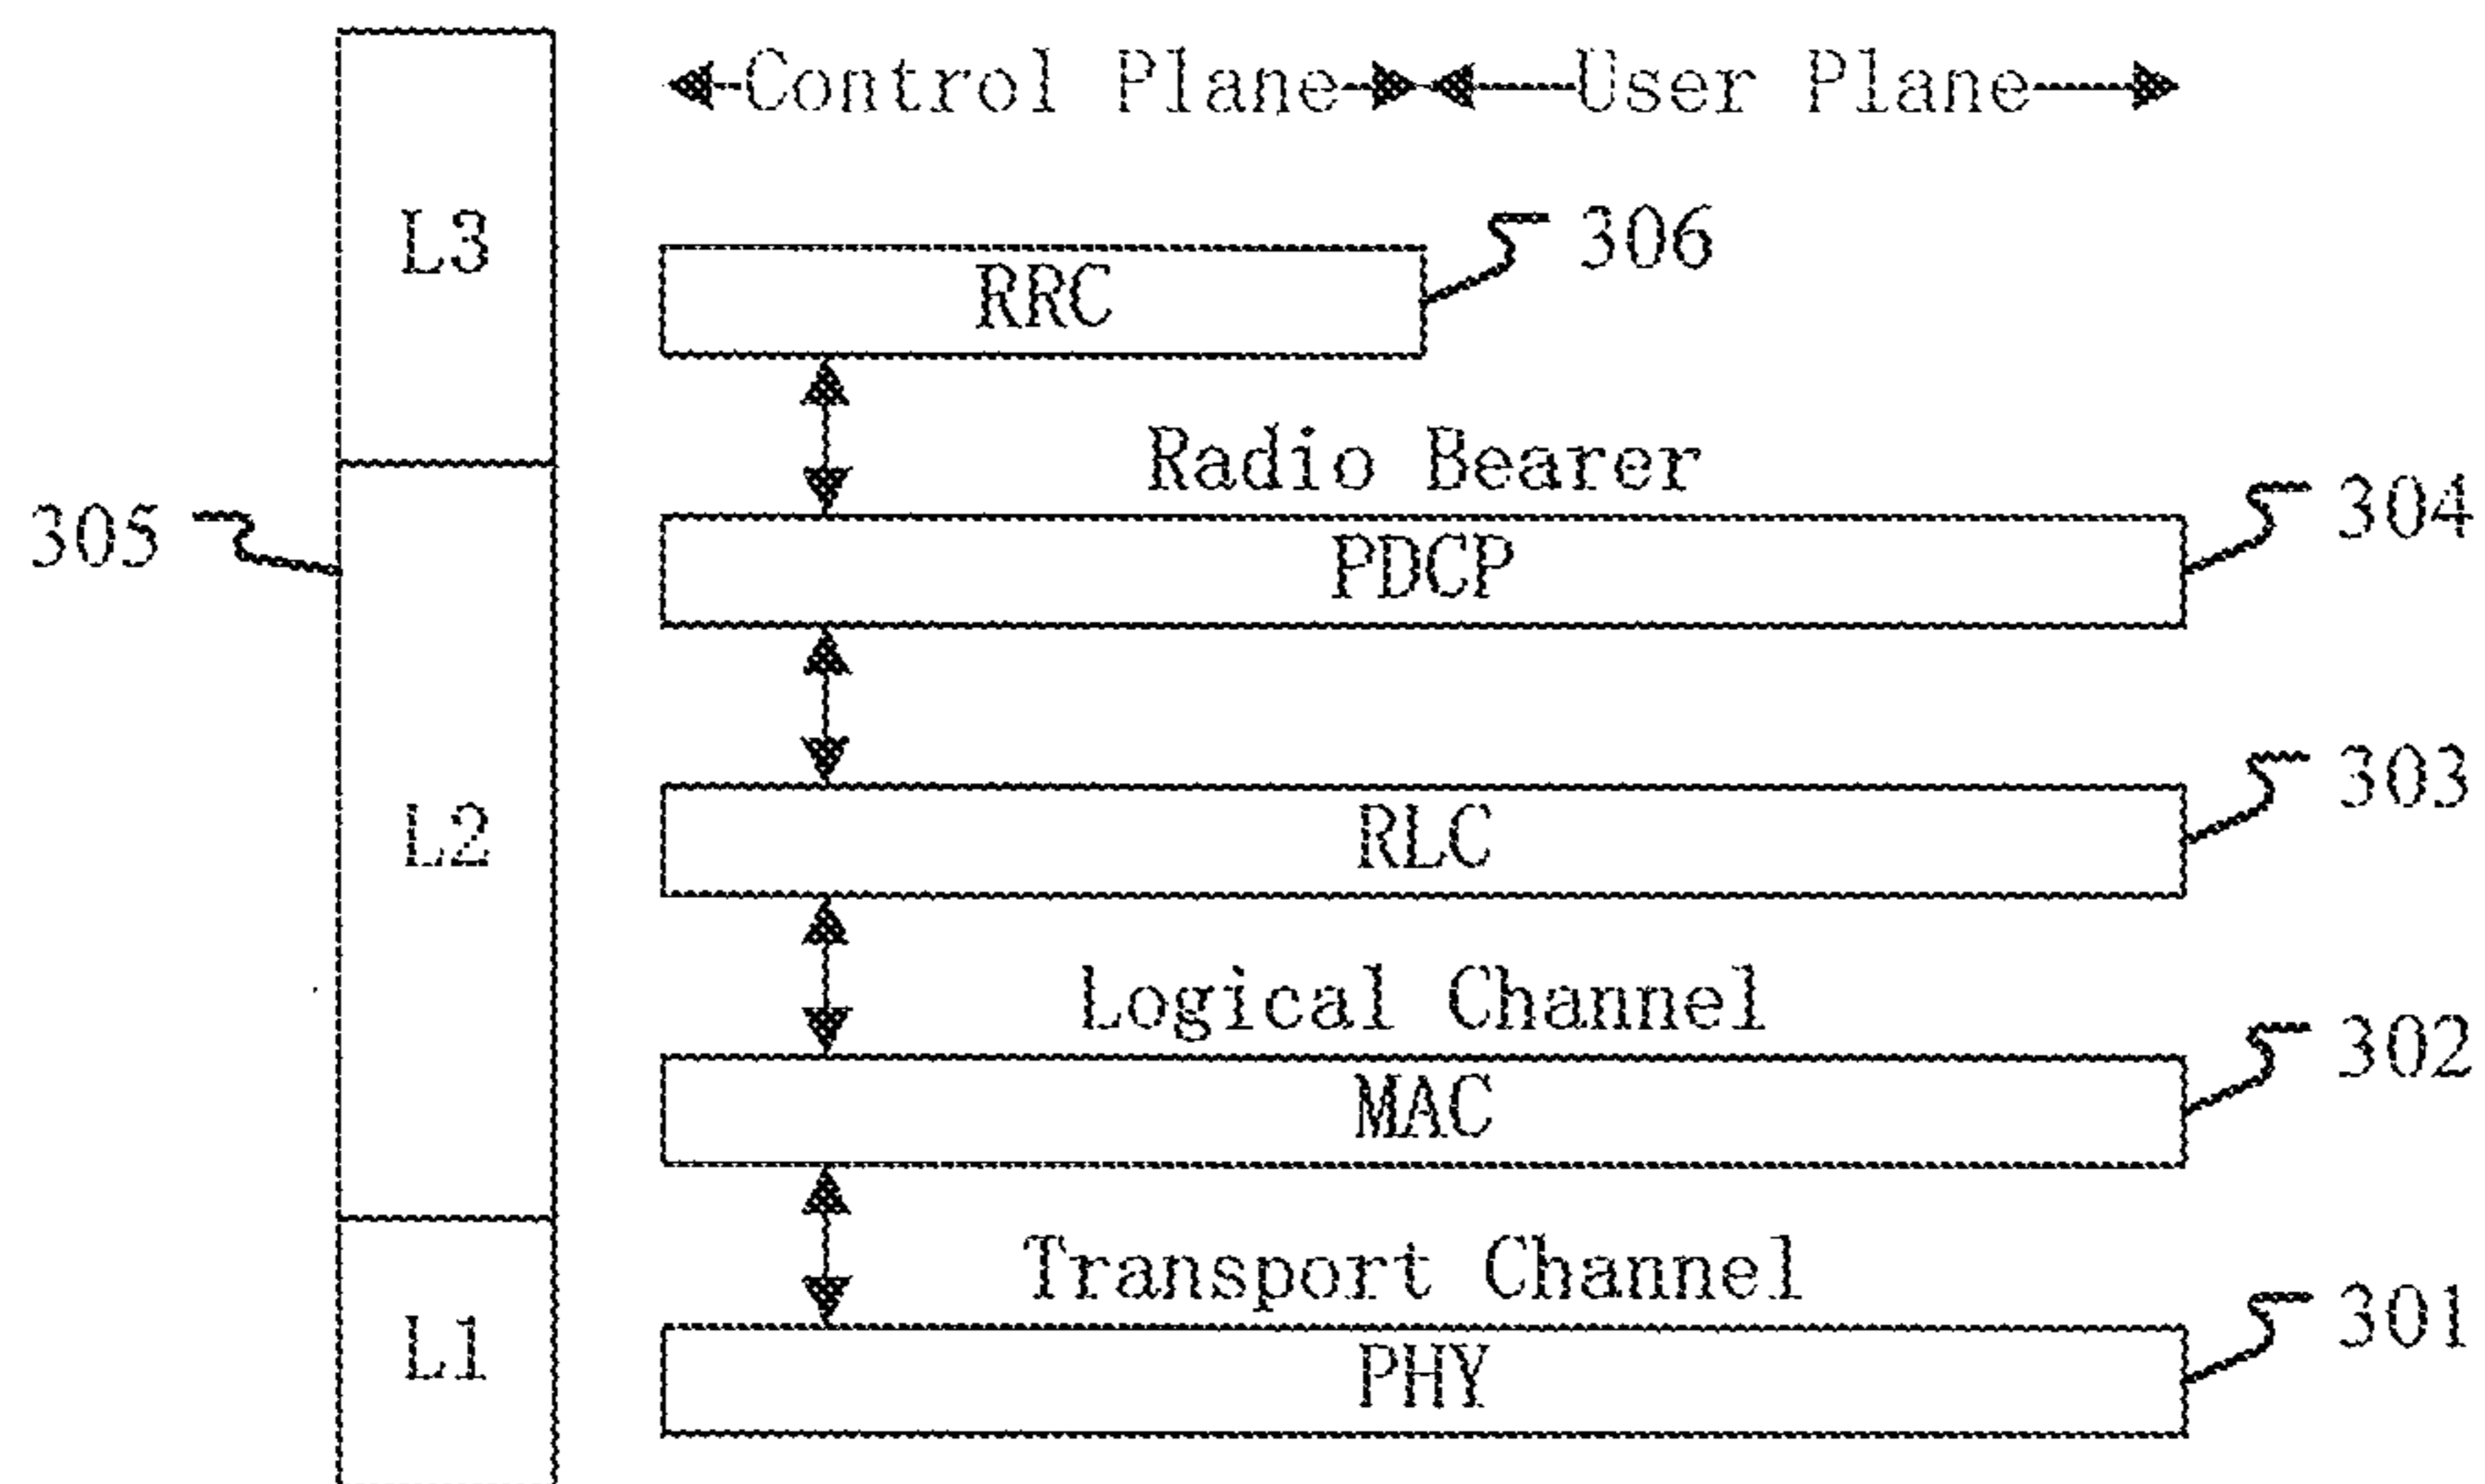 Control Plane User Plane
L3
RRC
306
Radio Bearer
305
PDCP
304
L2
RLC
303
Logical Channel
MAC
302
Transport Channel
L1
PHY
301